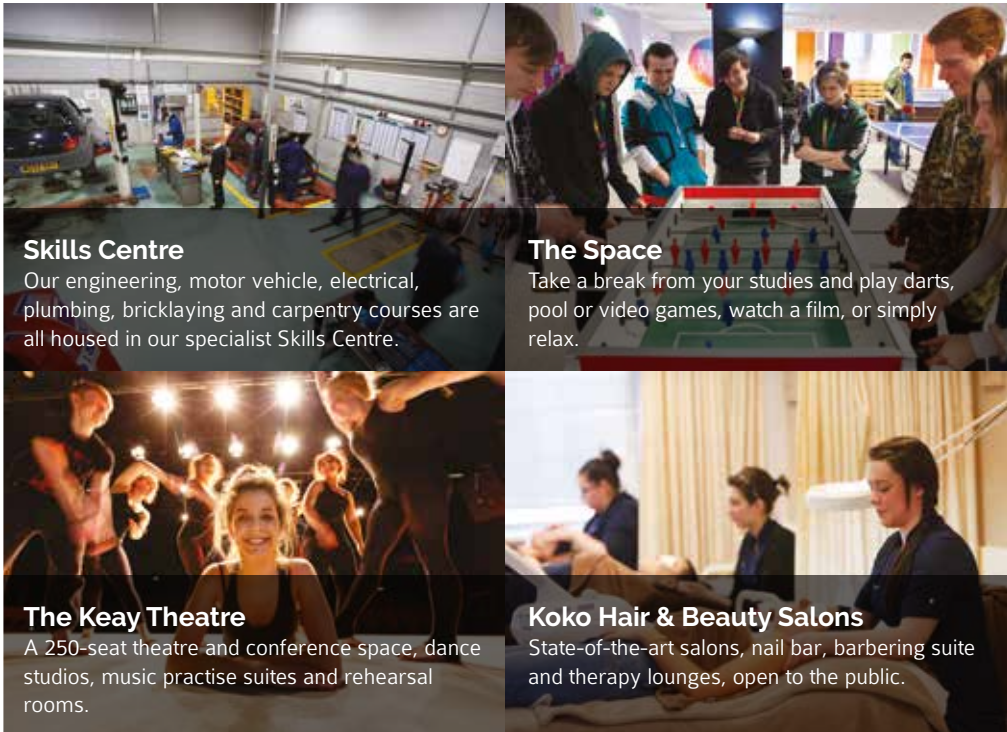 Skills Centre
Our engineering, motor vehicle, electrical,
plumbing, bricklaying and carpentry courses are
all housed in our specialist Skills Centre.
The Space
Take a break from your studies and play darts,
pool or video games, watch a film, or simply
relax.
The Keay Theatre
A 250-seat theatre and conference space, dance
studios, music practise suites and rehearsal
rooms.
Koko Hair & Beauty Salons
State-of-the-art salons, nail bar, barbering suite
and therapy lounges, open to the public.